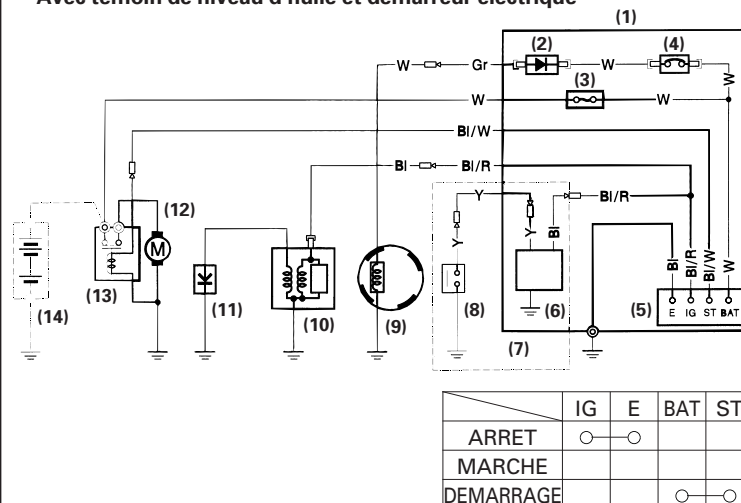 Avec témoin de niveau d'huile et démarreur électrique
(1)
(2)
(4)
W
Gr
W
(3)
W
W
W
Bl/W
Bl
Bl/R
Y
Bl/R
(12)
Y
Y
Bl
M
Bl
Bl/R
Bl/W
W
(13)
(11)
(8)
(6)
(5)
E IG ST BAT
(14)
(10)
(9)
(7)
IG E BAT ST
ARRET
MARCHE
DEMARRAGE